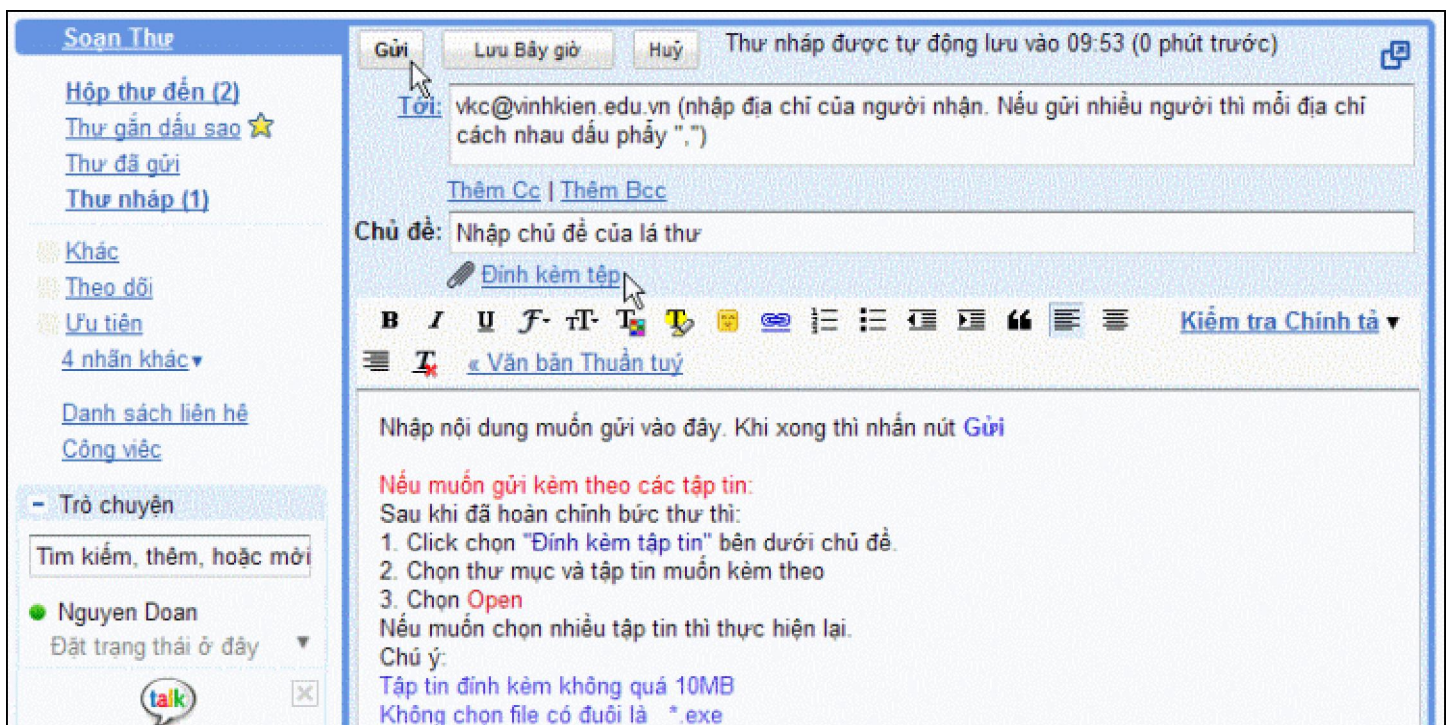 Soạn Thư
Hộp thư đến (2)
Thư gắn dấu sao
Thư đã gửi
Thư nháp (1)
Khác
Theo dõi
Ưu tiên
4 nhãn khác▾
Danh sách liên hệ
Công việc
− Trò chuyện
Tìm kiếm, thêm, hoặc mời
Nguyen Doan
Đặt trạng thái ở đây ▼
talk
Gửi Lưu Bây giờ Huỷ Thư nháp được tự động lưu vào 09:53 (0 phút trước)
Tới: vkc@vinhkien.edu.vn (nhập địa chỉ của người nhận. Nếu gửi nhiều người thì mỗi địa chỉ
cách nhau dấu phẩy ",")
Thêm Cc | Thêm Bcc
Chủ đề: Nhập chủ đề của lá thư
Đính kèm tệp
B I U F T T T Kiểm tra Chính tả ▼
T « Văn bản Thuần tuý
Nhập nội dung muốn gửi vào đây. Khi xong thì nhấn nút Gửi
Nếu muốn gửi kèm theo các tập tin:
Sau khi đã hoàn chỉnh bức thư thì:
1. Click chọn "Đính kèm tập tin" bên dưới chủ đề.
2. Chọn thư mục và tập tin muốn kèm theo
3. Chọn Open
Nếu muốn chọn nhiều tập tin thì thực hiện lại.
Chú ý:
Tập tin đính kèm không quá 10MB
Không chọn file có đuôi là *.exe